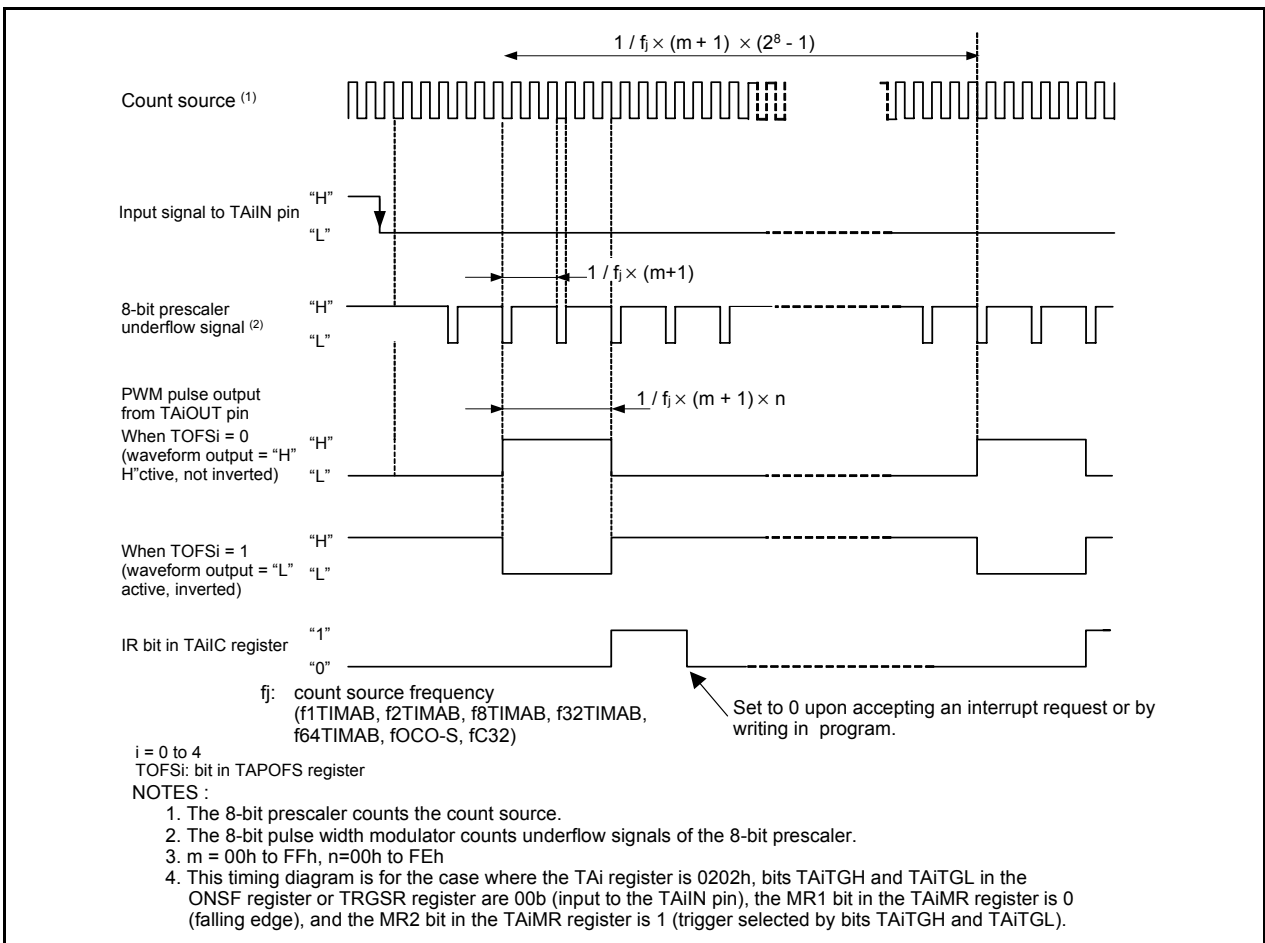 1 / fj × (m + 1) × (2⁸ - 1)
Count source (1)
Input signal to TAiIN pin
“H”
“L”
1 / fj × (m+1)
8-bit prescaler
underflow signal (2)
“H”
“L”
PWM pulse output
from TAiOUT pin
1 / fj × (m + 1) × n
When TOFSi = 0
(waveform output = “H”
H”ctive, not inverted)
“H”
“L”
When TOFSi = 1
(waveform output = “L”
active, inverted)
“H”
“L”
IR bit in TAiIC register
“1”
“0”
fj: count source frequency
(f1TIMAB, f2TIMAB, f8TIMAB, f32TIMAB,
f64TIMAB, fOCO-S, fC32)
Set to 0 upon accepting an interrupt request or by
writing in program.
i = 0 to 4
TOFSi: bit in TAPOFS register
NOTES :
1. The 8-bit prescaler counts the count source.
2. The 8-bit pulse width modulator counts underflow signals of the 8-bit prescaler.
3. m = 00h to FFh, n=00h to FEh
4. This timing diagram is for the case where the TAi register is 0202h, bits TAiTGH and TAiTGL in the
ONSF register or TRGSR register are 00b (input to the TAiIN pin), the MR1 bit in the TAiMR register is 0
(falling edge), and the MR2 bit in the TAiMR register is 1 (trigger selected by bits TAiTGH and TAiTGL).